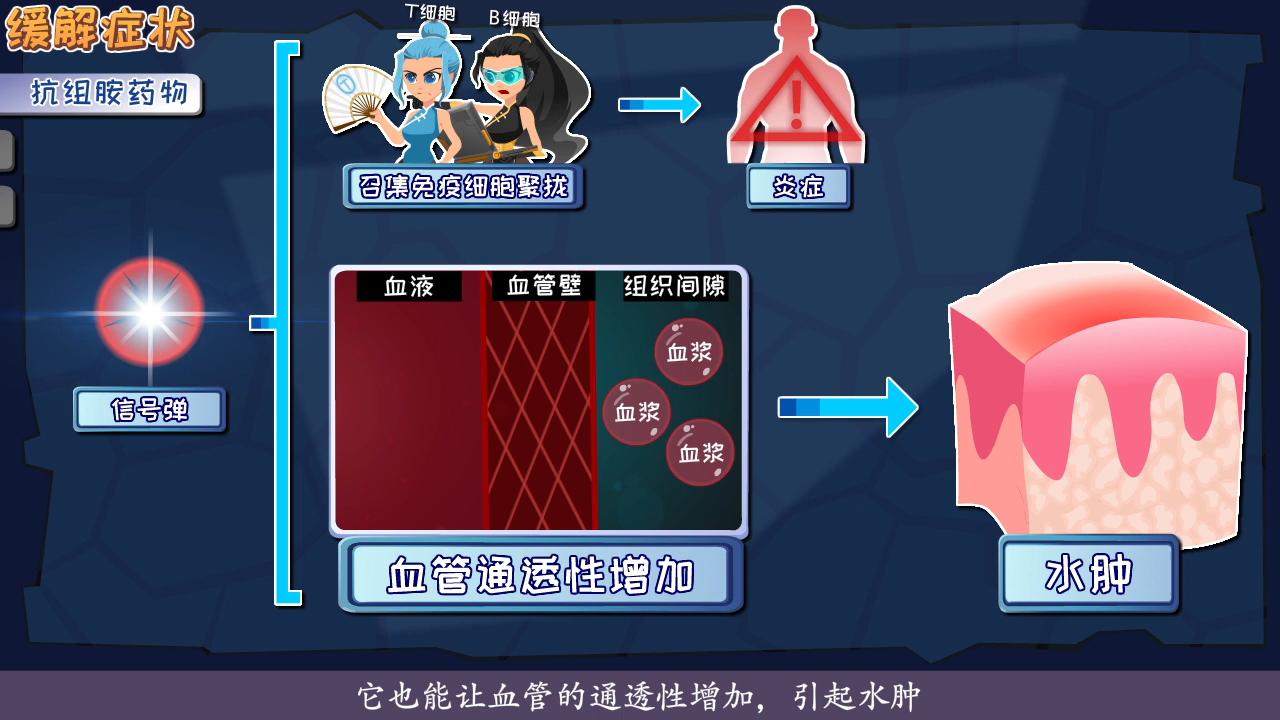 缓解症状
抗组胺药物
T细胞
B细胞
召集免疫细胞聚拢
炎症
信号弹
血液
血管壁
组织间隙
血浆
血浆
血浆
血管通透性增加
水肿
它也能让血管的通透性增加，引起水肿